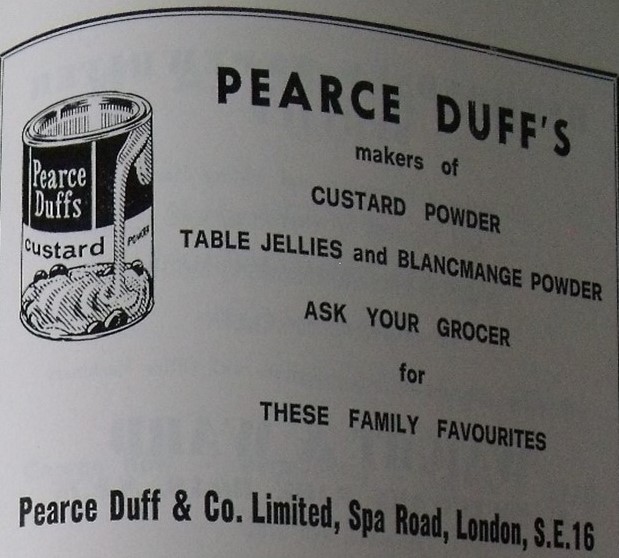 PEARCE DUFF'S
makers of
CUSTARD POWDER
TABLE JELLIES and BLANCMANGE POWDER
ASK YOUR GROCER
for
THESE FAMILY FAVOURITES
Pearce
Duffs
custard POWDER
Pearce Duff & Co. Limited, Spa Road, London, S.E.16